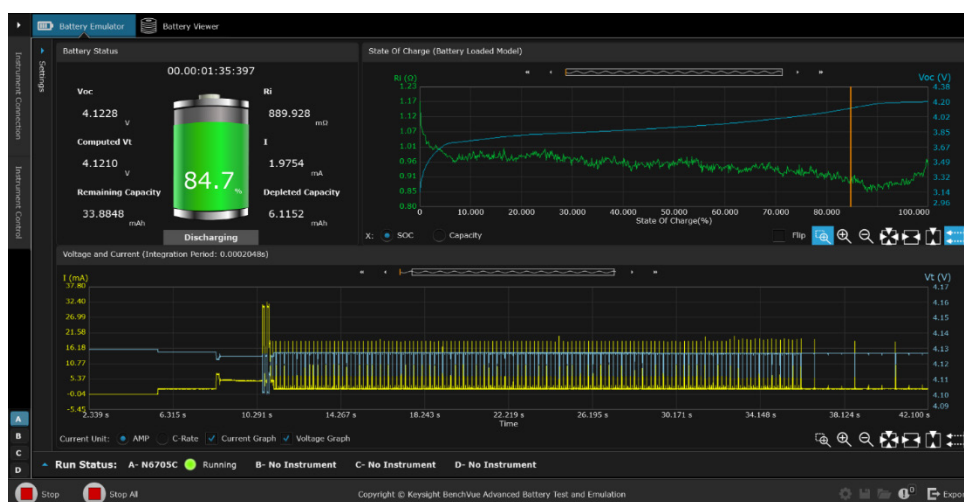 Battery Emulator
Battery Viewer
Instrument Connection
Instrument Control
Settings
Battery Status
00.00:01:35:397
Voc
4.1228 V
Ri
889.928 mΩ
Computed Vt
4.1210 V
I
1.9754 mA
Remaining Capacity
33.8848 mAh
Depleted Capacity
6.1152 mAh
84.7 %
Discharging
State Of Charge (Battery Loaded Model)
Ri (Ω)
1.23
1.17
1.12
1.07
1.01
0.96
0.91
0.85
0.80
Voc (V)
4.38
4.20
4.02
3.85
3.67
3.49
3.32
3.14
2.96
0 10.000 20.000 30.000 40.000 50.000 60.000 70.000 80.000 100.000
State Of Charge(%)
X: SOC Capacity
Flip
Voltage and Current (Integration Period: 0.0002048s)
I (mA)
37.80
32.40
26.99
21.58
16.18
10.77
5.37
-0.04
-5.45
Vt (V)
4.17
4.16
4.15
4.14
4.13
4.12
4.11
4.10
4.09
2.339 s 6.315 s 10.291 s 14.267 s 18.243 s 22.219 s 26.195 s 30.171 s 34.148 s 38.124 s 42.100 s
Time
Current Unit: AMP C-Rate Current Graph Voltage Graph
A
B
C
D
Run Status: A- N6705C Running B- No Instrument C- No Instrument D- No Instrument
Stop
Stop All
Copyright © Keysight BenchVue Advanced Battery Test and Emulation
0
Export